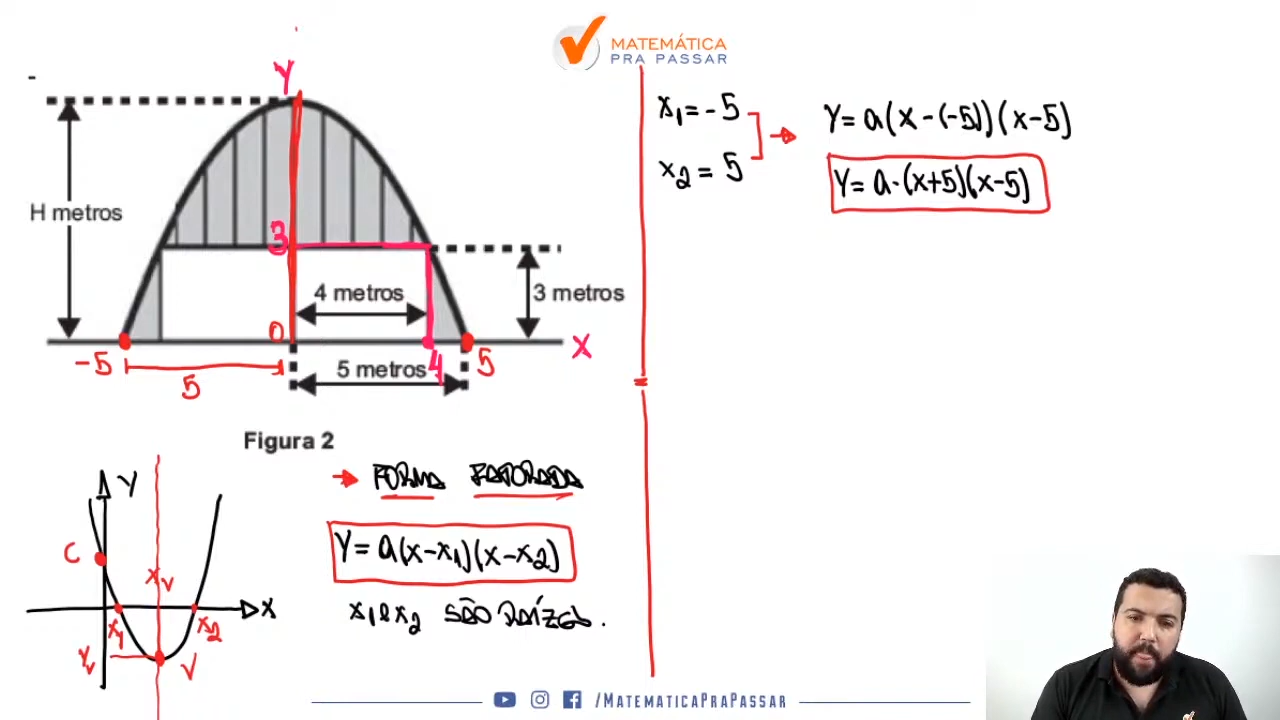 MATEMÁTICA
PRA PASSAR
-
Y
H metros
3
4 metros
3 metros
0
X
-5
5
4
5
5 metros
Figura 2
Y
C
xv
X
x1
x2
Yv
V
FORMA FATORADA
Y = a(x-x1)(x-x2)
x1 e x2 são raízes.
x1 = -5
x2 = 5
Y = a(x-(-5))(x-5)
Y = a·(x+5)(x-5)
/MatematicaPraPassar